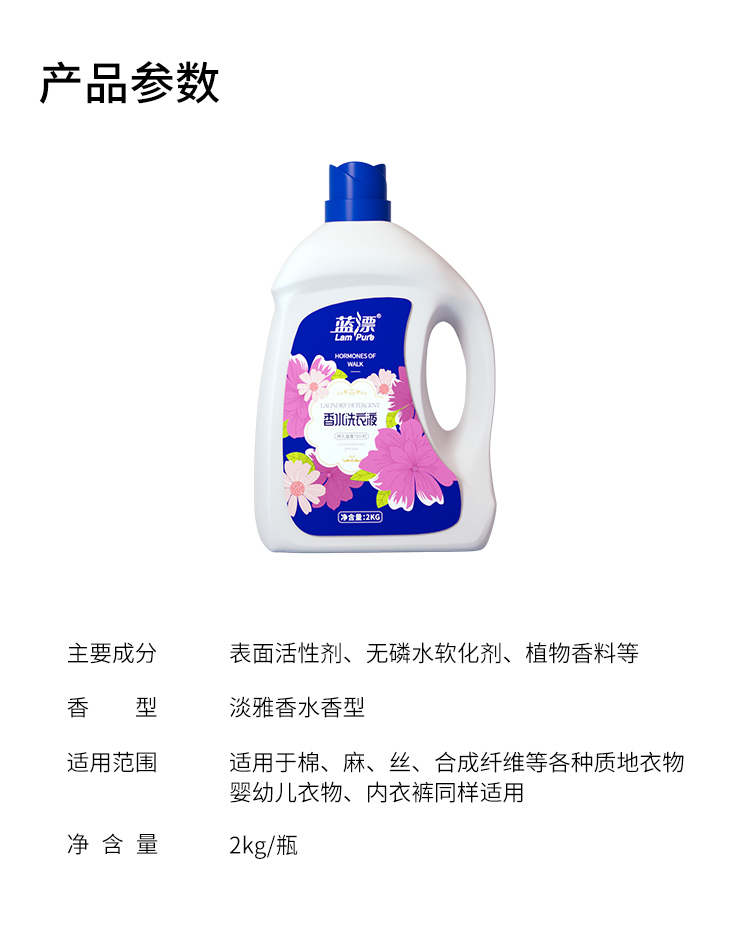 产品参数
蓝漂®
Lam Pure
HORMONES OF
WALK
LAUNDRY DETERGENT
香水洗衣液
净含量:2KG
主要成分 表面活性剂、无磷水软化剂、植物香料等
香型 淡雅香水香型
适用范围 适用于棉、麻、丝、合成纤维等各种质地衣物
婴幼儿衣物、内衣裤同样适用
净含量 2kg/瓶